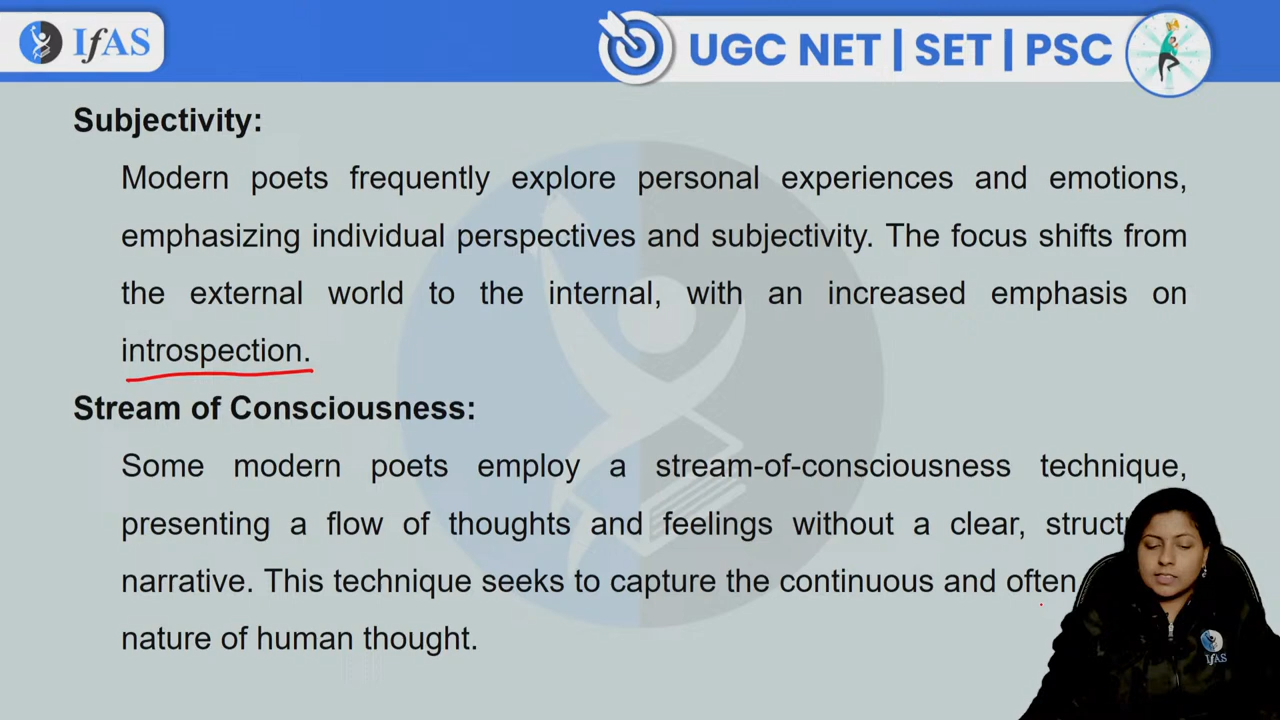 IfAS
UGC NET | SET | PSC
Subjectivity:
Modern poets frequently explore personal experiences and emotions,
emphasizing individual perspectives and subjectivity. The focus shifts from
the external world to the internal, with an increased emphasis on
introspection.
Stream of Consciousness:
Some modern poets employ a stream-of-consciousness technique,
presenting a flow of thoughts and feelings without a clear,
narrative. This technique seeks to capture the continuous and often
nature of human thought.
IfAS